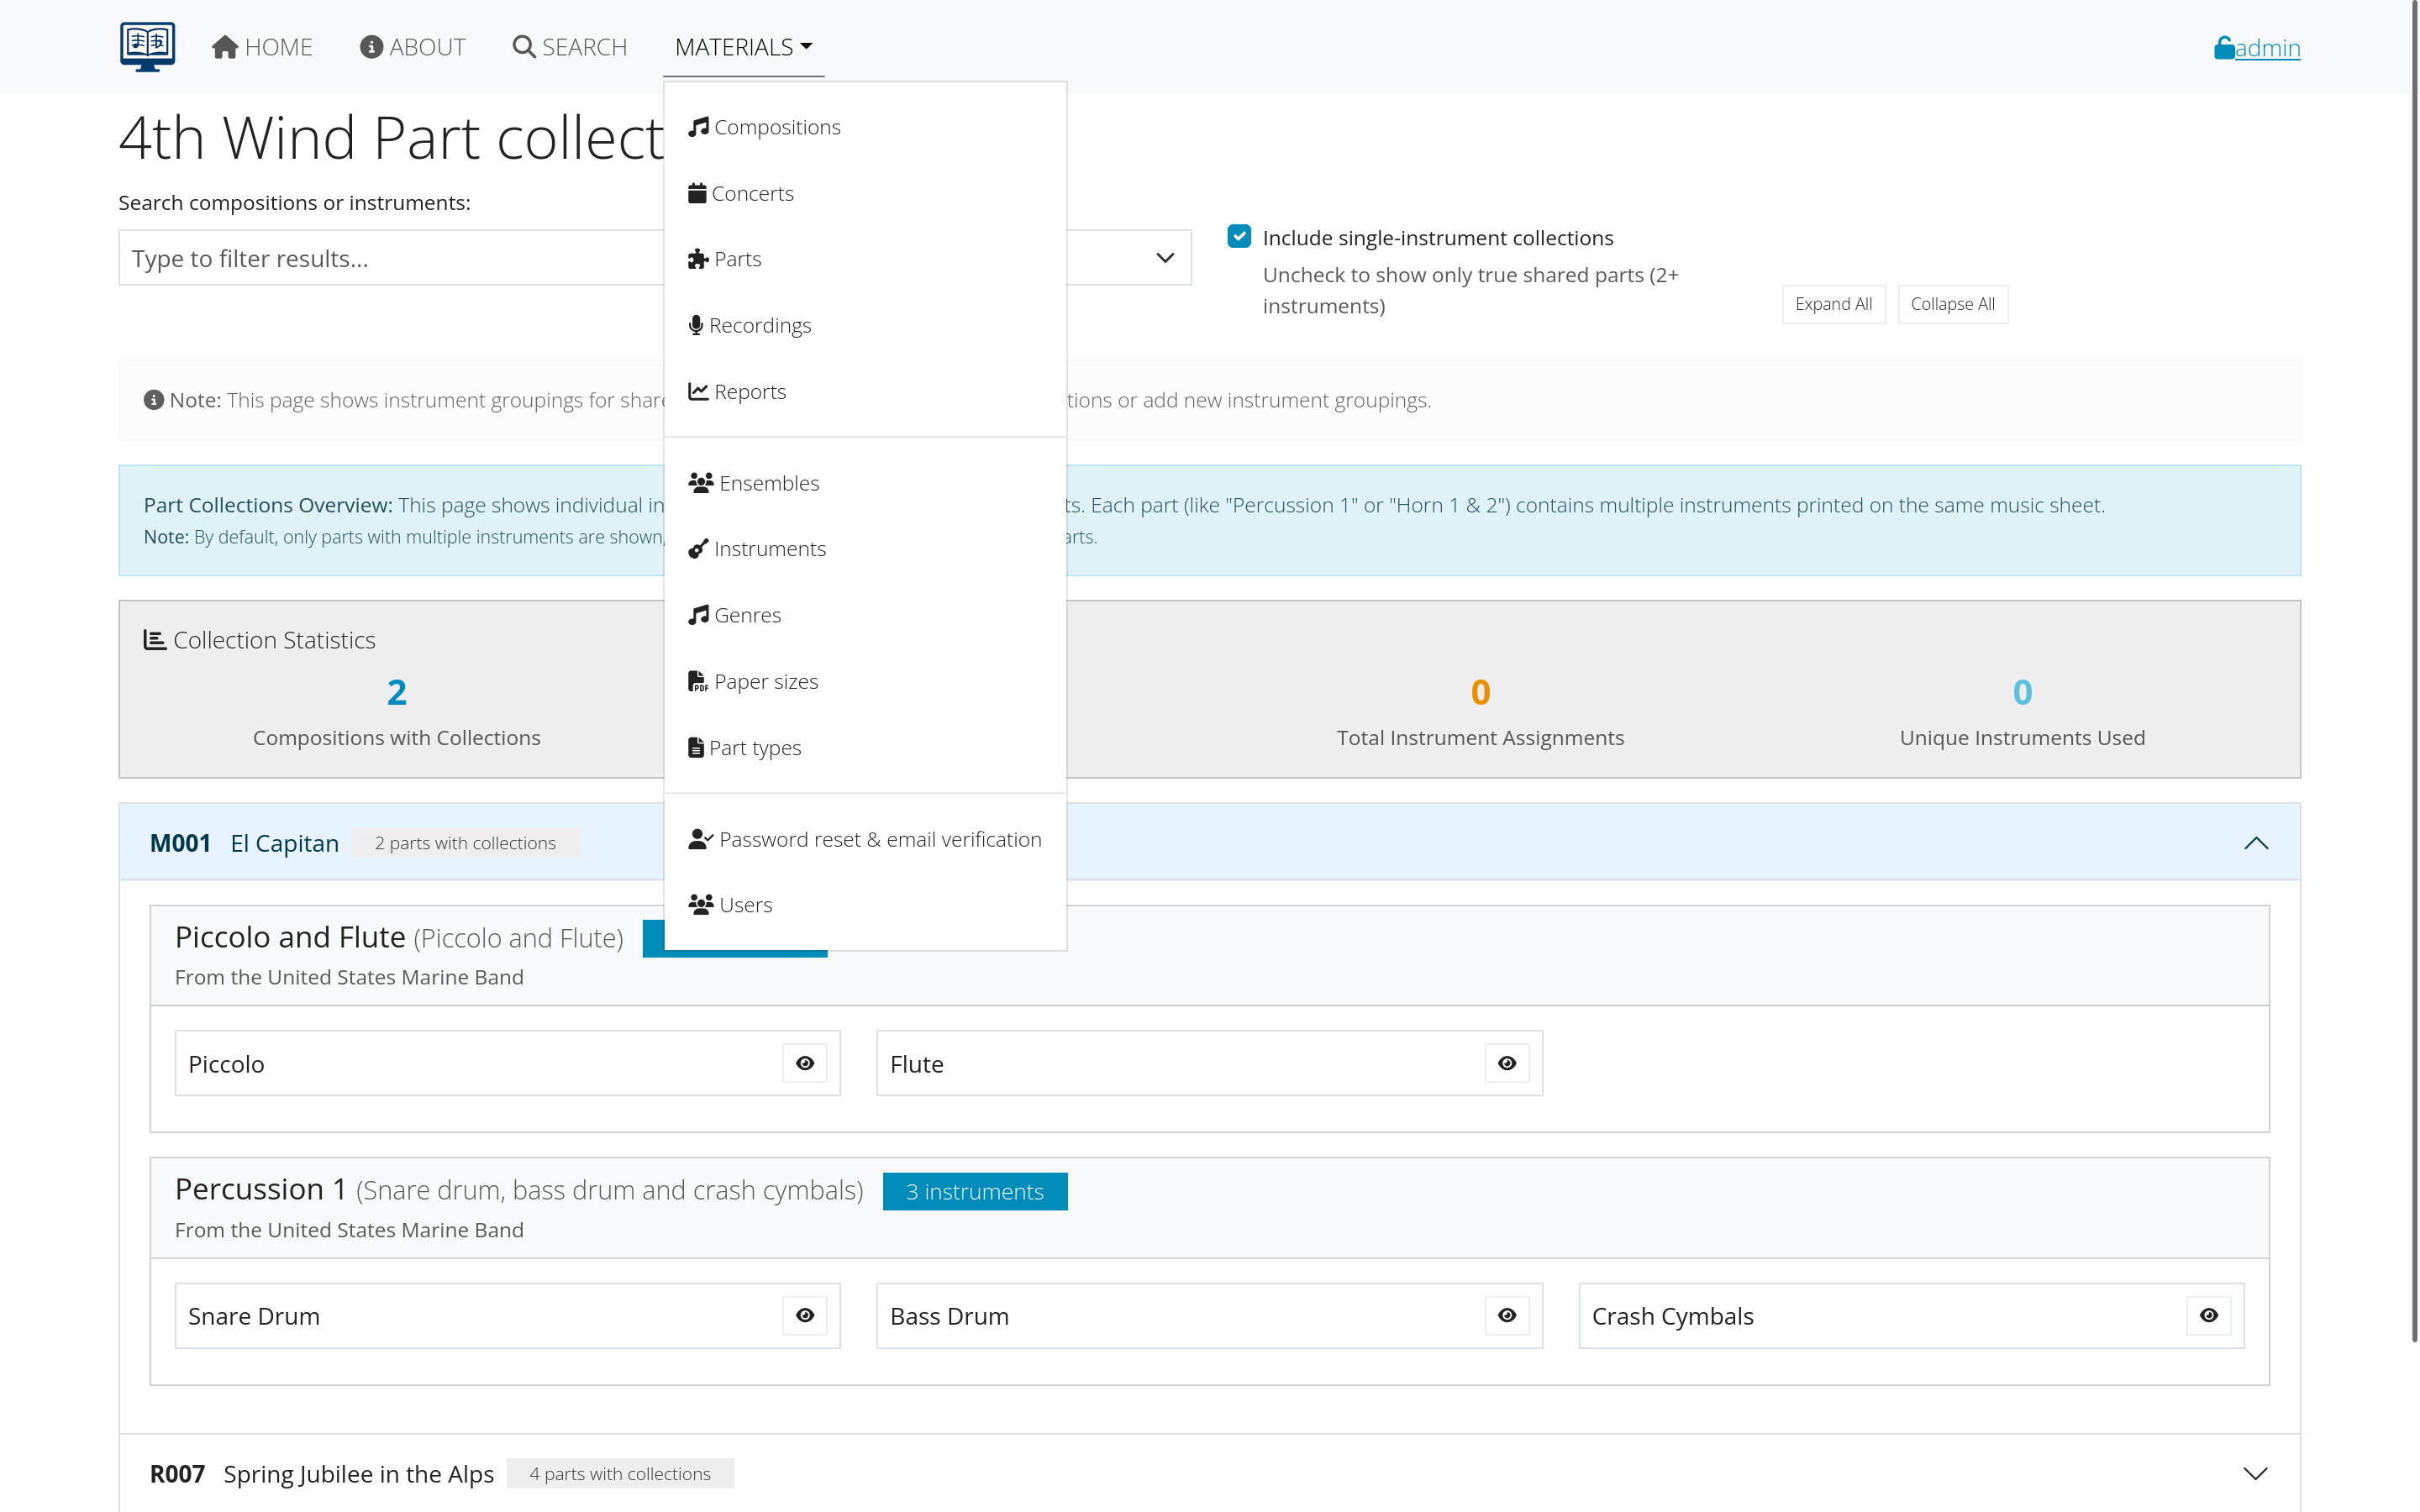 HOME
ABOUT
SEARCH
MATERIALS
admin
4th Wind Part collect
Compositions
Concerts
Parts
Recordings
Reports
Ensembles
Instruments
Genres
Paper sizes
PDF
Part types
Password reset & email verification
Users
Search compositions or instruments:
Type to filter results...
Include single-instrument collections
Uncheck to show only true shared parts (2+
instruments)
Expand All
Collapse All
Note: This page shows instrument groupings for share tions or add new instrument groupings.
Part Collections Overview: This page shows individual in ts. Each part (like "Percussion 1" or "Horn 1 & 2") contains multiple instruments printed on the same music sheet.
Note: By default, only parts with multiple instruments are shown, arts.
Collection Statistics
2
Compositions with Collections
0
Total Instrument Assignments
0
Unique Instruments Used
M001 El Capitan 2 parts with collections
Piccolo and Flute (Piccolo and Flute)
From the United States Marine Band
Piccolo
Flute
Percussion 1 (Snare drum, bass drum and crash cymbals) 3 instruments
From the United States Marine Band
Snare Drum
Bass Drum
Crash Cymbals
R007 Spring Jubilee in the Alps 4 parts with collections